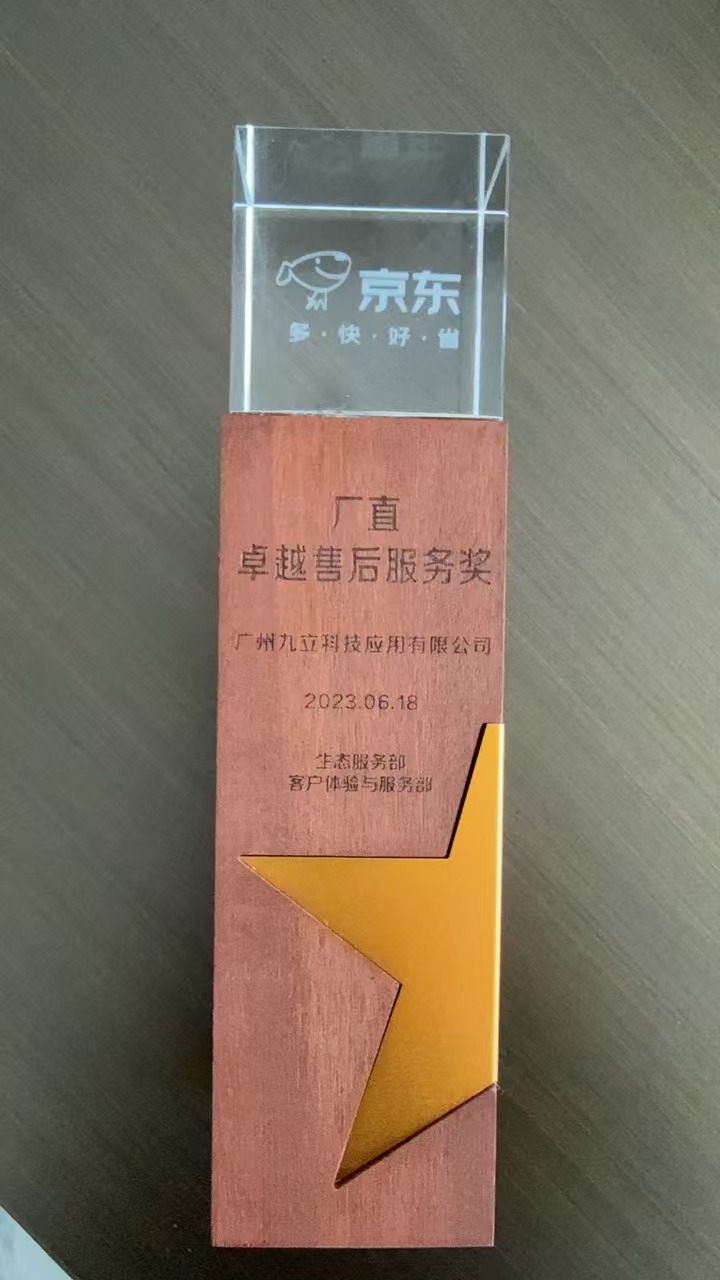 京东
多·快·好·省
厂直
卓越售后服务奖
广州九立科技应用有限公司
2023.06.18
生态服务部
客户体验与服务部